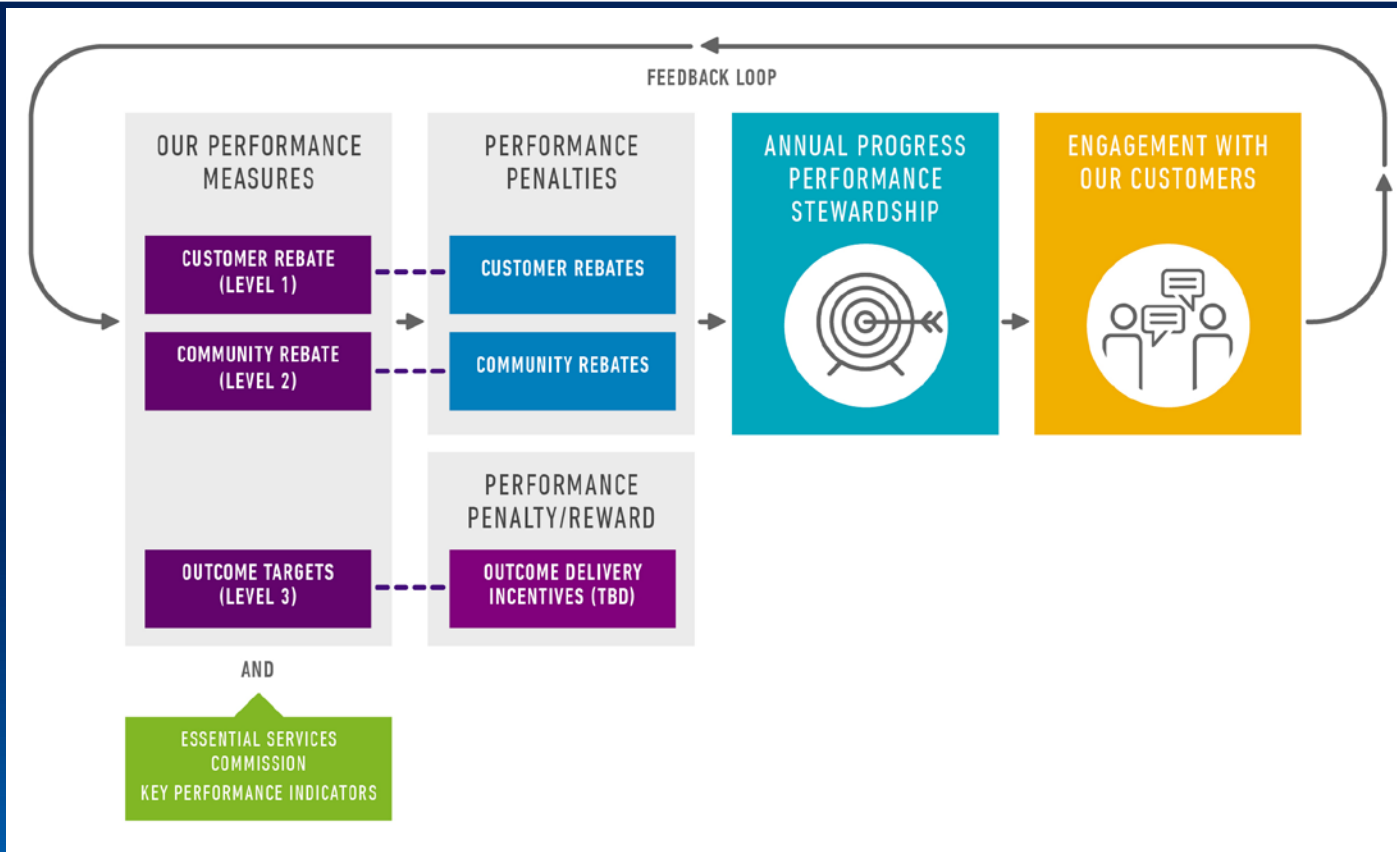 FEEDBACK LOOP
OUR PERFORMANCE
MEASURES
CUSTOMER REBATE
(LEVEL 1)
COMMUNITY REBATE
(LEVEL 2)
OUTCOME TARGETS
(LEVEL 3)
AND
ESSENTIAL SERVICES
COMMISSION
KEY PERFORMANCE INDICATORS
PERFORMANCE
PENALTIES
CUSTOMER REBATES
COMMUNITY REBATES
PERFORMANCE
PENALTY/REWARD
OUTCOME DELIVERY
INCENTIVES (TBD)
ANNUAL PROGRESS
PERFORMANCE
STEWARDSHIP
ENGAGEMENT WITH
OUR CUSTOMERS